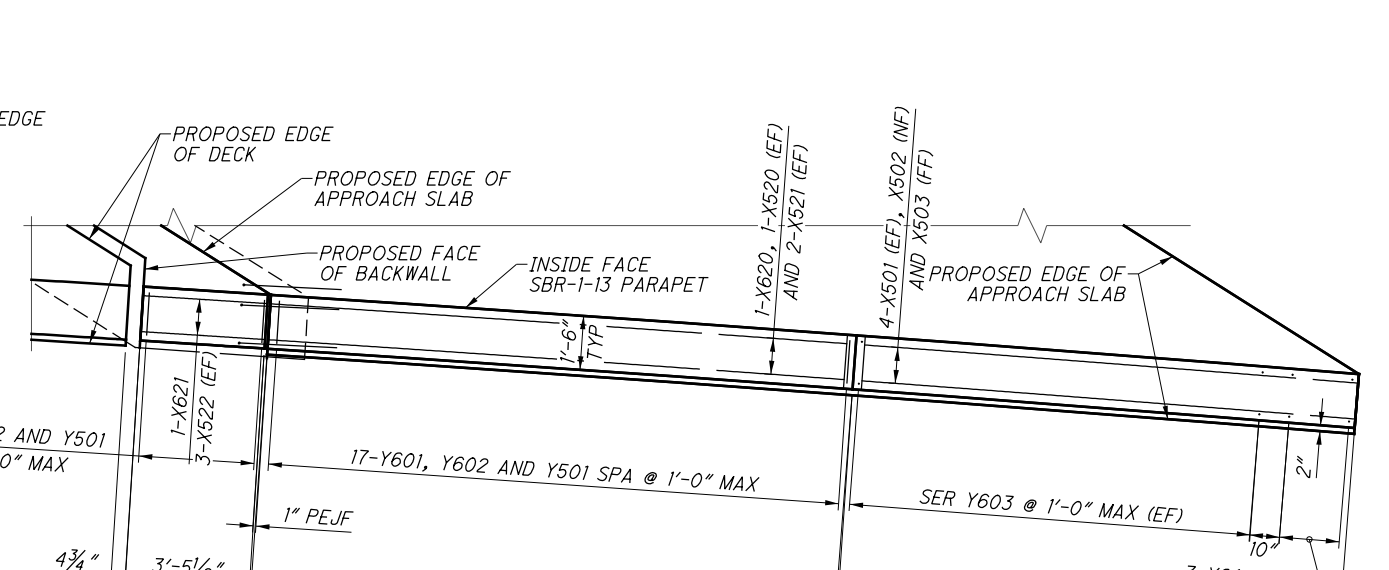 EDGE
PROPOSED EDGE
OF DECK
PROPOSED EDGE OF
APPROACH SLAB
PROPOSED FACE
OF BACKWALL
INSIDE FACE
SBR-1-13 PARAPET
1'-6"
TYP
1-X620, 1-X520 (EF)
AND 2-X521 (EF)
4-X501 (EF), X502 (NF)
AND X503 (FF)
PROPOSED EDGE OF
APPROACH SLAB
1-X621
3-X522 (EF)
2 AND Y501
0" MAX
17-Y601, Y602 AND Y501 SPA @ 1'-0" MAX
SER Y603 @ 1'-0" MAX (EF)
2"
10"
1" PEJF
4¾"